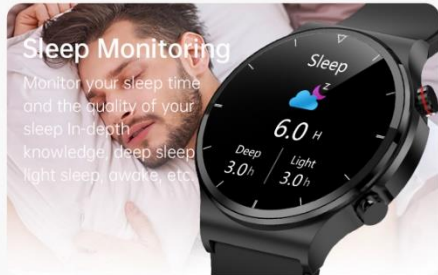 Sleep Monitoring
Monitor your sleep time
and the quality of your
sleep In-depth
knowledge, deep sleep,
light sleep, awake, etc.
Sleep
z
6.0 H
Deep Light
3.0h 3.0h